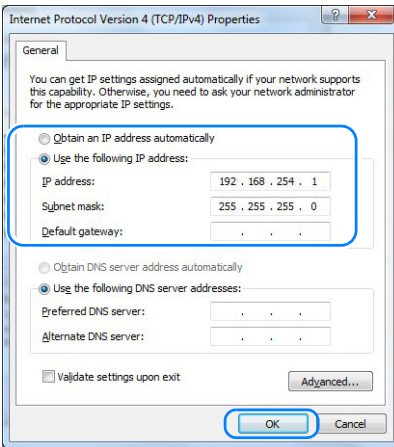 Internet Protocol Version 4 (TCP/IPv4) Properties
General
You can get IP settings assigned automatically if your network supports
this capability. Otherwise, you need to ask your network administrator
for the appropriate IP settings.
Obtain an IP address automatically
Use the following IP address:
IP address: 192 . 168 . 254 . 1
Subnet mask: 255 . 255 . 255 . 0
Default gateway: . . .
Obtain DNS server address automatically
Use the following DNS server addresses:
Preferred DNS server: . . .
Alternate DNS server: . . .
Validate settings upon exit
Advanced...
OK Cancel